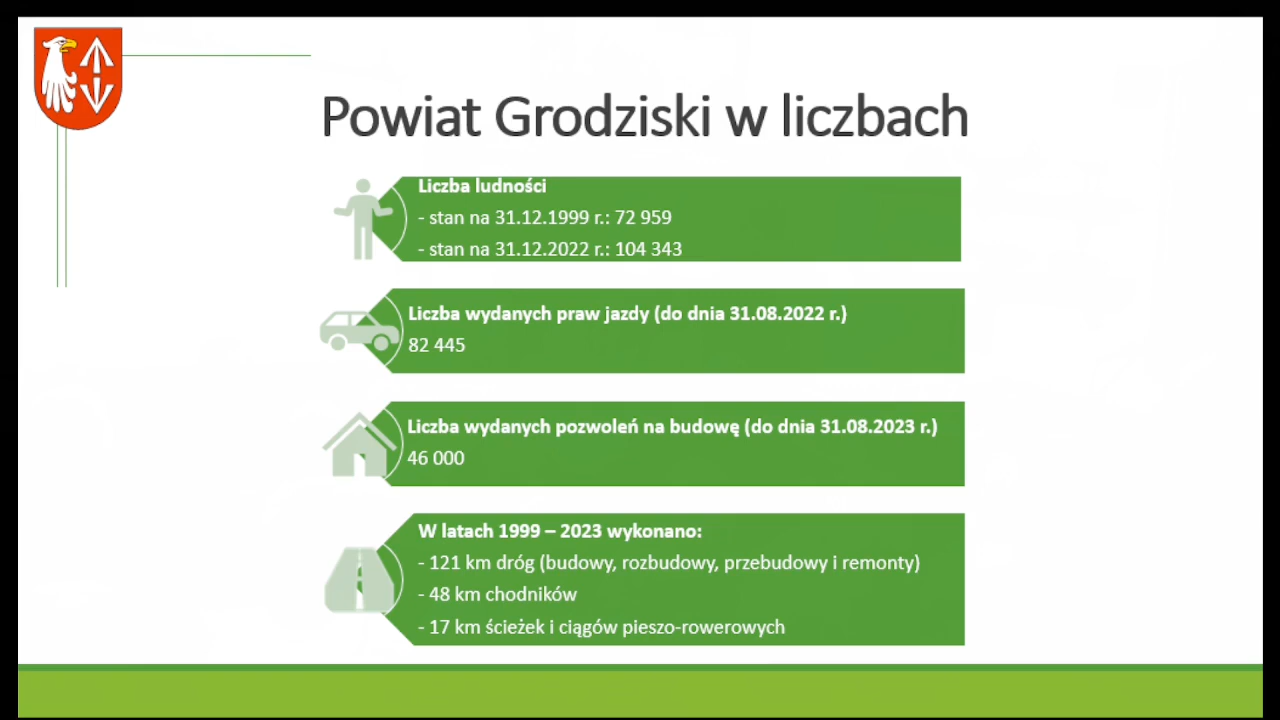 Powiat Grodziski w liczbach
Liczba ludności
- stan na 31.12.1999 r.: 72 959
- stan na 31.12.2022 r.: 104 343
Liczba wydanych praw jazdy (do dnia 31.08.2022 r.)
82 445
Liczba wydanych pozwoleń na budowę (do dnia 31.08.2023 r.)
46 000
W latach 1999 – 2023 wykonano:
- 121 km dróg (budowy, rozbudowy, przebudowy i remonty)
- 48 km chodników
- 17 km ścieżek i ciągów pieszo-rowerowych